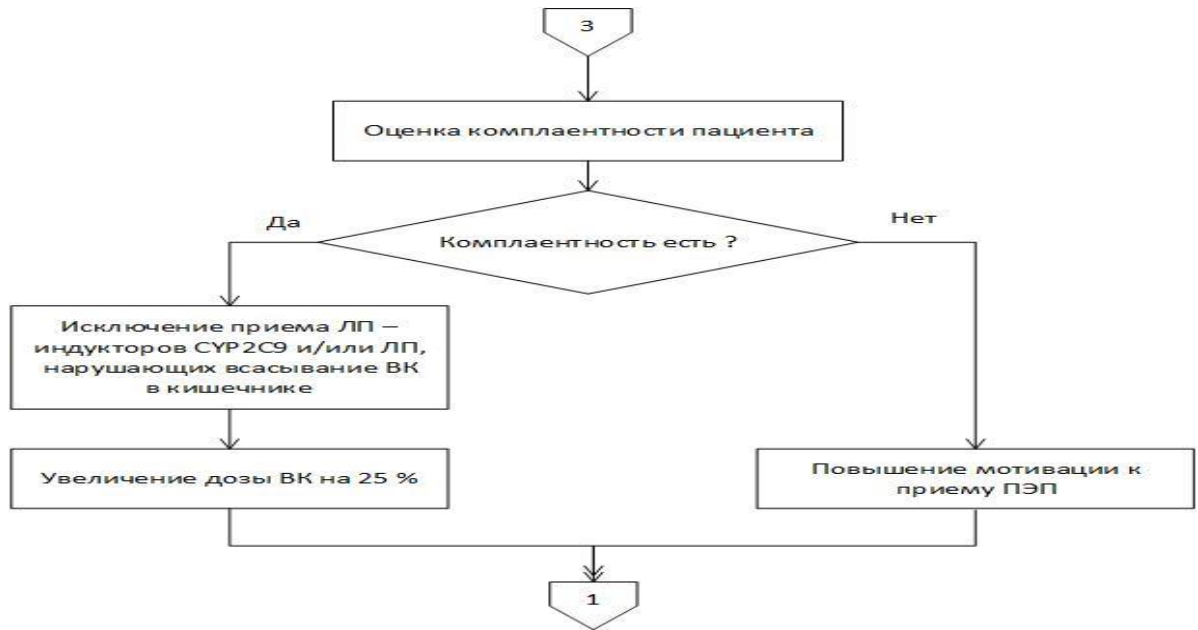 3
Оценка комплаентности пациента
Комплаентность есть ?
Да
Нет
Исключение приема ЛП –
индукторов CYP2C9 и/или ЛП,
нарушающих всасывание ВК
в кишечнике
Увеличение дозы ВК на 25 %
Повышение мотивации к
приему ПЭП
1